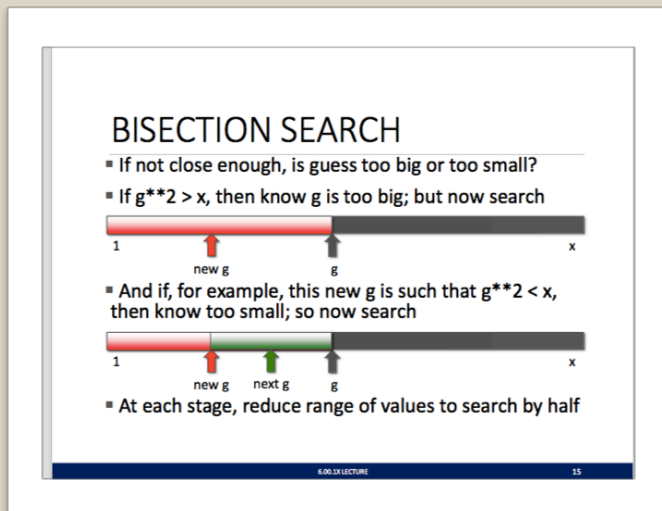 BISECTION SEARCH
▪ If not close enough, is guess too big or too small?
▪ If g**2 > x, then know g is too big; but now search
1 x
new g g
▪ And if, for example, this new g is such that g**2 < x,
then know too small; so now search
1 x
new g next g g
▪ At each stage, reduce range of values to search by half
6.00.1X LECTURE 15